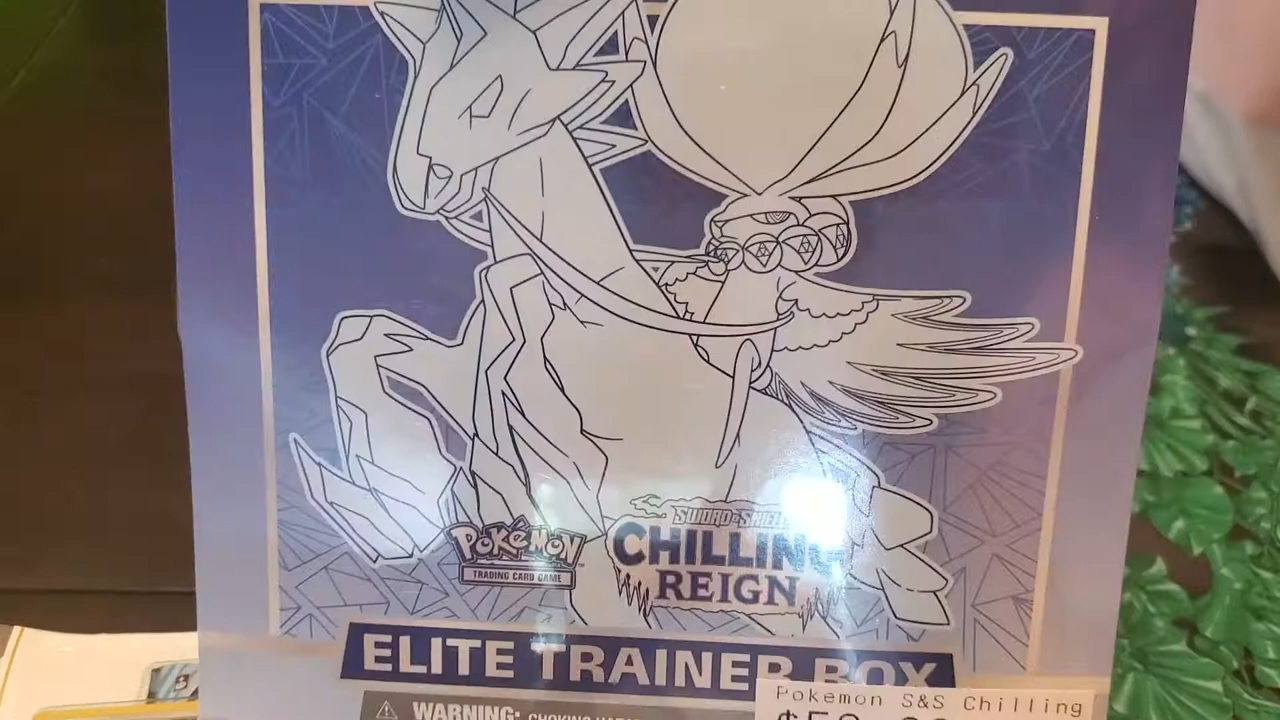 Pokémon
TRADING CARD GAME
SWORD & SHIELD
CHILLING
REIGN
ELITE TRAINER BOX
Pokemon S&S Chilling
WARNING: